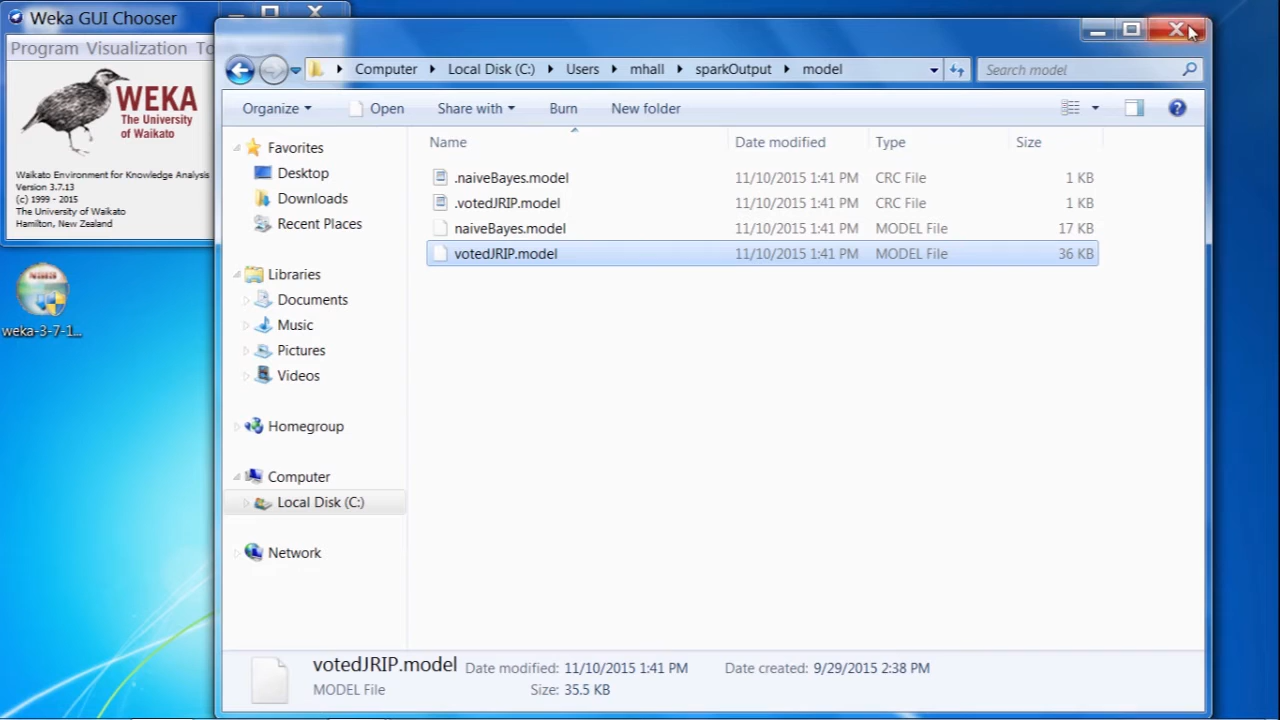 Weka GUI Chooser
Program Visualization To
WEKA
The University
of Waikato
Waikato Environment for Knowledge Analysis
Version 3.7.13
(c) 1999 - 2015
The University of Waikato
Hamilton, New Zealand
weka-3-7-1...
Computer Local Disk (C:) Users mhall sparkOutput model
Search model
Organize Open Share with Burn New folder
Favorites
Desktop
Downloads
Recent Places
Libraries
Documents
Music
Pictures
Videos
Homegroup
Computer
Local Disk (C:)
Network
Name Date modified Type Size
.naiveBayes.model 11/10/2015 1:41 PM CRC File 1 KB
.votedJRIP.model 11/10/2015 1:41 PM CRC File 1 KB
naiveBayes.model 11/10/2015 1:41 PM MODEL File 17 KB
votedJRIP.model 11/10/2015 1:41 PM MODEL File 36 KB
votedJRIP.model Date modified: 11/10/2015 1:41 PM Date created: 9/29/2015 2:38 PM
MODEL File Size: 35.5 KB